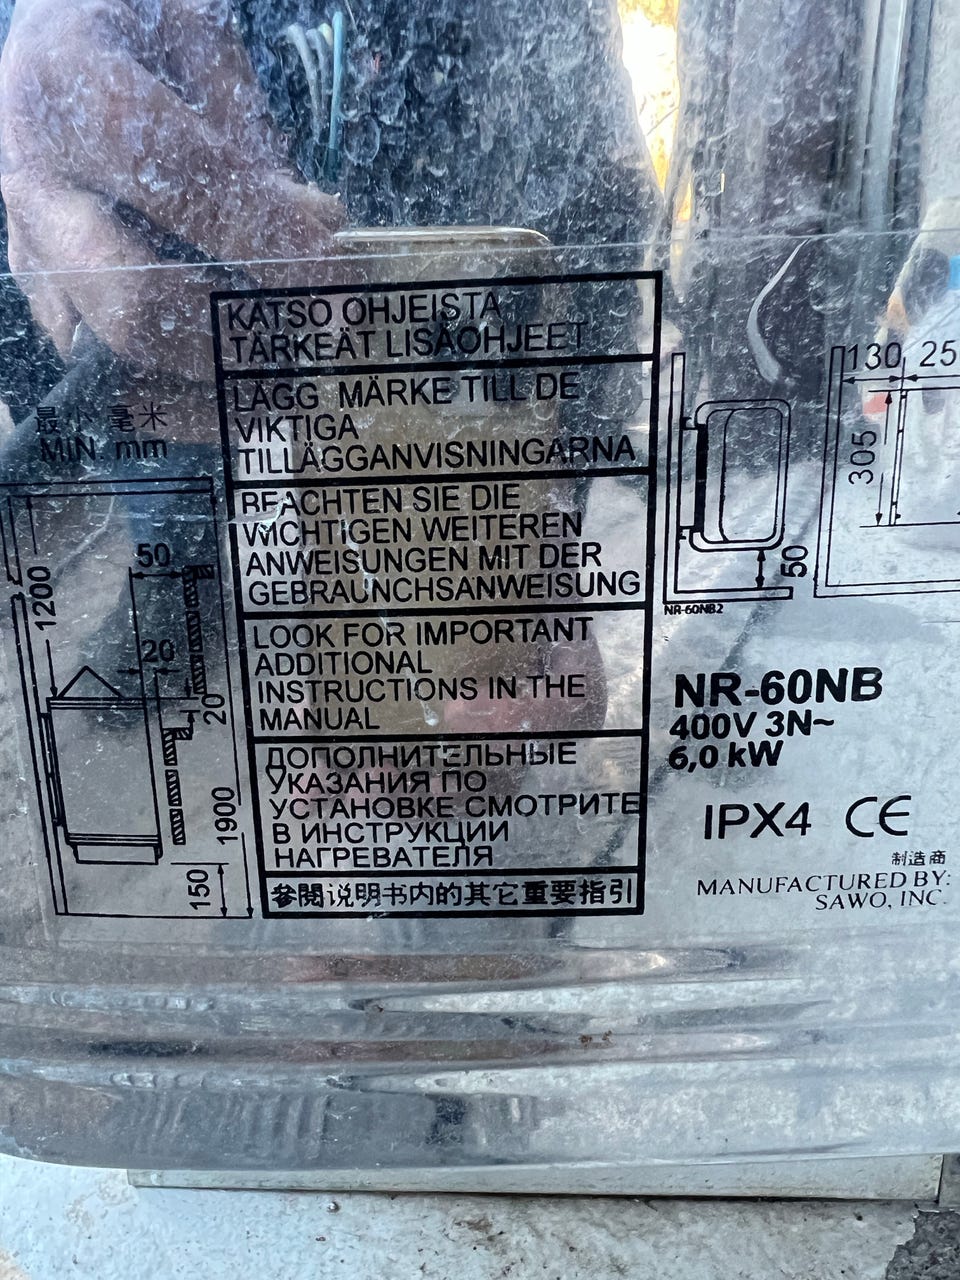 最小 毫米
MIN. mm
1200
50
20
20
1900
150
KATSO OHJEISTA
TÄRKEÄT LISÄOHJEET
LÄGG MÄRKE TILL DE
VIKTIGA
TILLÄGGANVISNINGARNA
BEACHTEN SIE DIE
WICHTIGEN WEITEREN
ANWEISUNGEN MIT DER
GEBRAUNCHSANWEISUNG
LOOK FOR IMPORTANT
ADDITIONAL
INSTRUCTIONS IN THE
MANUAL
ДОПОЛНИТЕЛЬНЫЕ
УКАЗАНИЯ ПО
УСТАНОВКЕ СМОТРИТЕ
В ИНСТРУКЦИИ
НАГРЕВАТЕЛЯ
參閱说明书内的其它重要指引
50
NR-60NB2
130
25
305
NR-60NB
400V 3N~
6,0 kW
IPX4 CE
制造商
MANUFACTURED BY:
SAWO, INC.